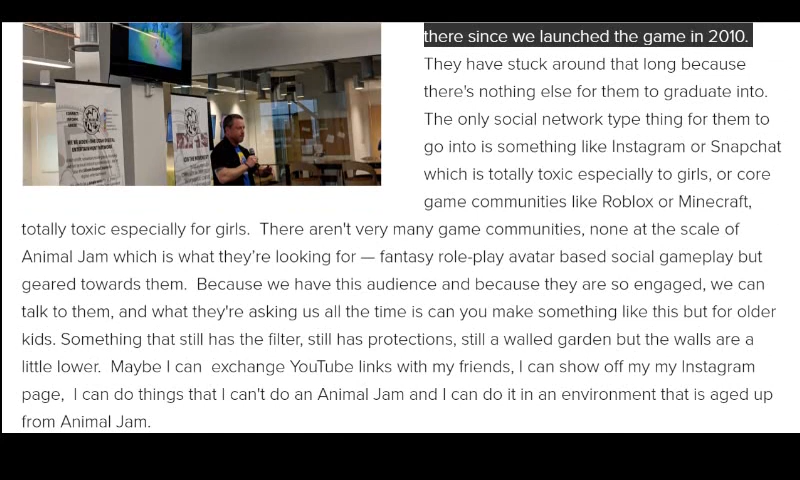 there since we launched the game in 2010.
They have stuck around that long because
there's nothing else for them to graduate into.
The only social network type thing for them to
go into is something like Instagram or Snapchat
which is totally toxic especially to girls, or core
game communities like Roblox or Minecraft,
totally toxic especially for girls.  There aren't very many game communities, none at the scale of
Animal Jam which is what they're looking for — fantasy role-play avatar based social gameplay but
geared towards them.  Because we have this audience and because they are so engaged, we can
talk to them, and what they're asking us all the time is can you make something like this but for older
kids. Something that still has the filter, still has protections, still a walled garden but the walls are a
little lower.  Maybe I can  exchange YouTube links with my friends, I can show off my my Instagram
page,  I can do things that I can't do an Animal Jam and I can do it in an environment that is aged up
from Animal Jam.